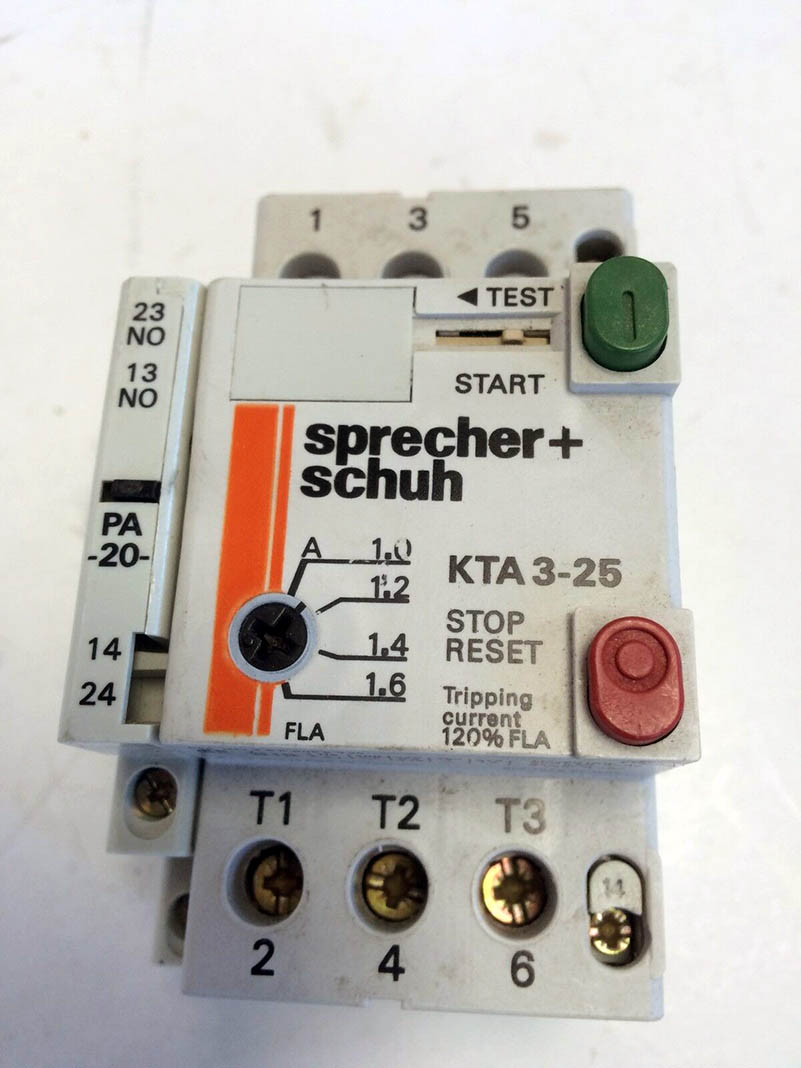 1 3 5
◄ TEST
START
23
NO
13
NO
PA
-20-
14
24
sprecher+
schuh
A 1.0
1.2
1.4
1.6
FLA
KTA 3-25
STOP
RESET
Tripping
current
120% FLA
T1 T2 T3
14
2 4 6